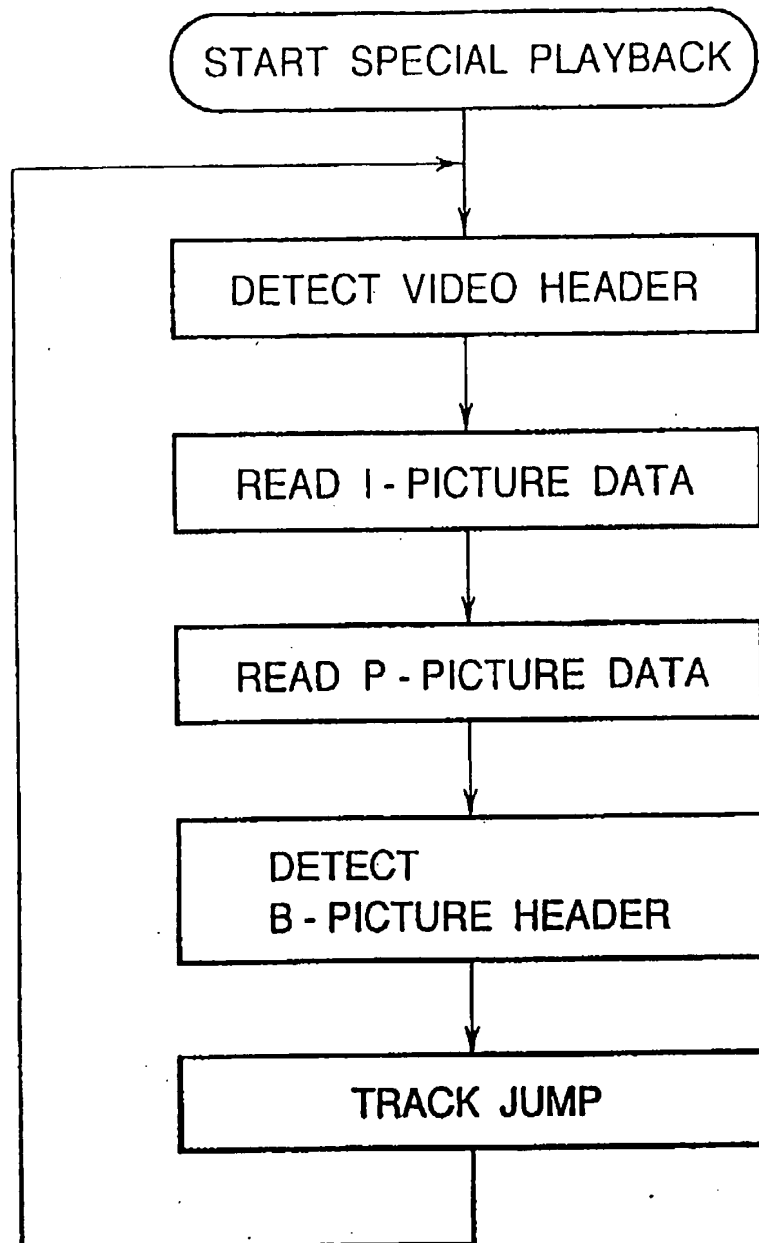 START SPECIAL PLAYBACK
DETECT VIDEO HEADER
READ I - PICTURE DATA
READ P - PICTURE DATA
DETECT
B - PICTURE HEADER
TRACK JUMP